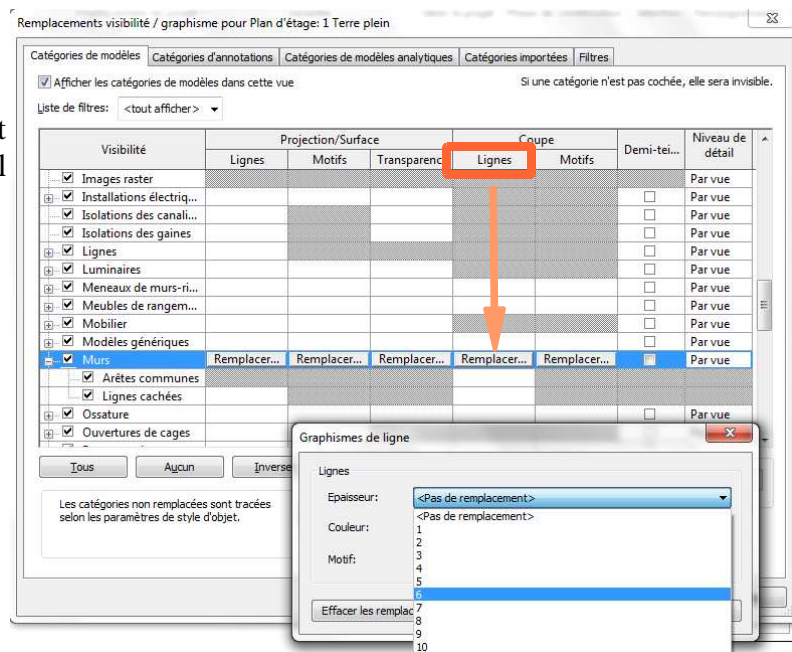 Remplacements visibilité / graphisme pour Plan d'étage: 1 Terre plein
Catégories de modèles Catégories d'annotations Catégories de modèles analytiques Catégories importées Filtres
Afficher les catégories de modèles dans cette vue Si une catégorie n'est pas cochée, elle sera invisible.
Liste de filtres: <tout afficher>
t
l
Visibilité Projection/Surface Coupe Demi-tei... Niveau de détail
Lignes Motifs Transparenc Lignes Motifs
Images raster Par vue
Installations électriq... Par vue
Isolations des canali... Par vue
Isolations des gaines Par vue
Lignes Par vue
Luminaires Par vue
Meneaux de murs-ri... Par vue
Meubles de rangem... Par vue
Mobilier Par vue
Modèles génériques Par vue
Murs Remplacer... Remplacer... Remplacer... Remplacer... Remplacer... Par vue
Arêtes communes
Lignes cachées
Ossature Par vue
Ouvertures de cages
Tous Aucun Inverse
Les catégories non remplacées sont tracées
selon les paramètres de style
d'objet.
Graphismes de ligne
Lignes
Epaisseur: <Pas de remplacement>
<Pas de remplacement>
Couleur: 1
2
Motif: 3
4
5
6
Effacer les remplac 7
8
9
10